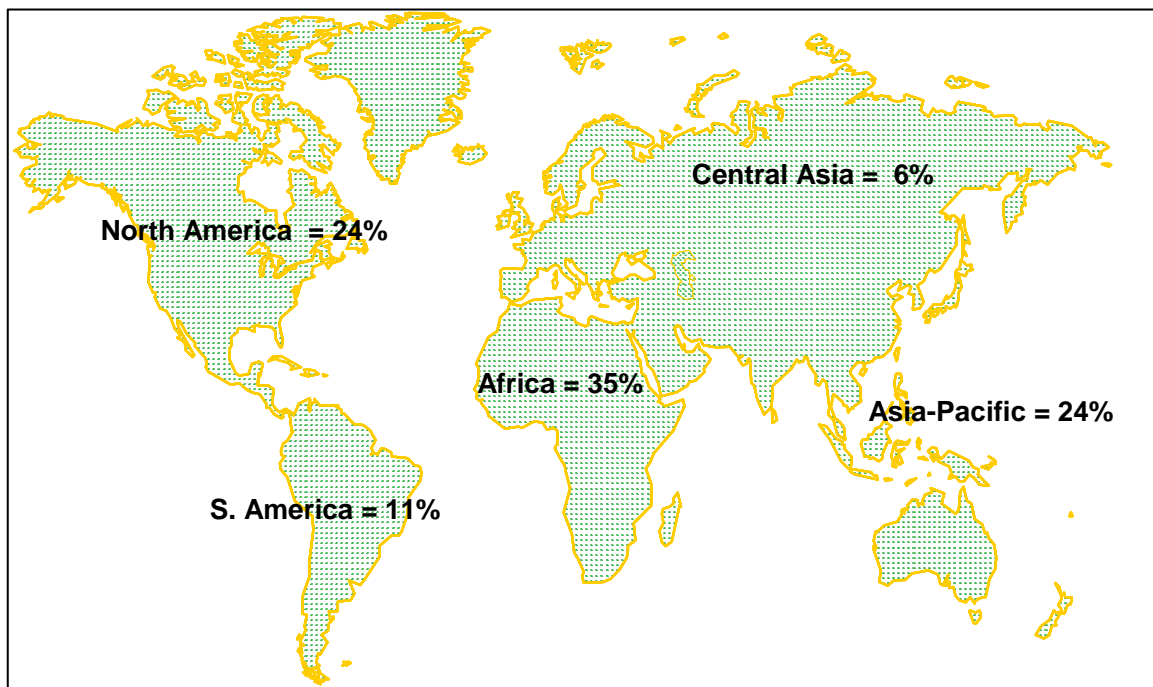 Central Asia =  6%
North America  = 24%
Africa = 35%
Asia-Pacific = 24%
S. America = 11%